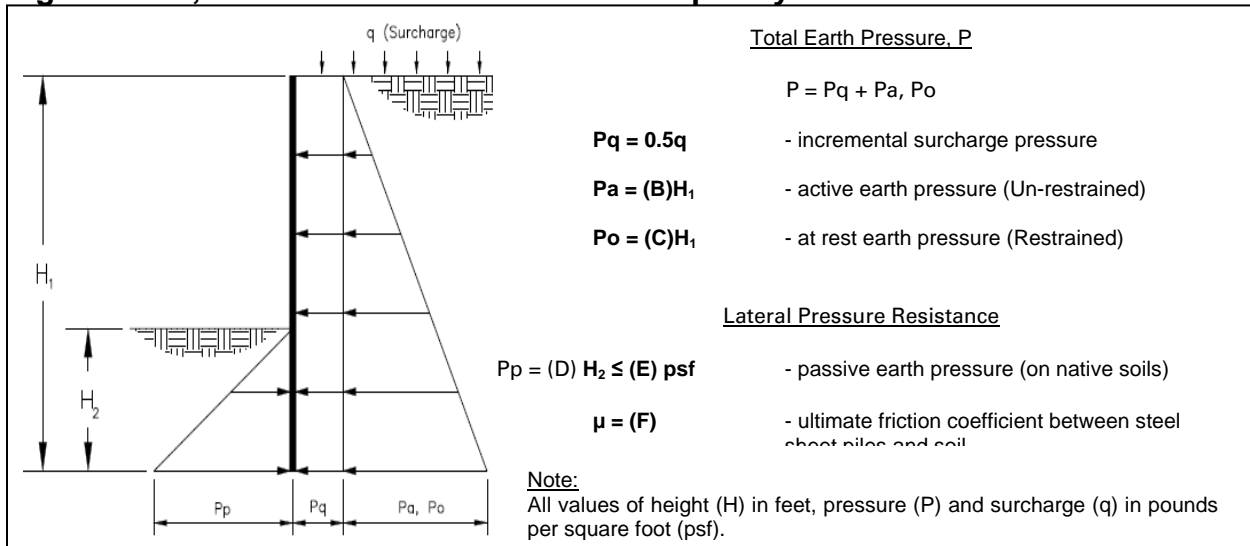 q (Surcharge)
H₁
H₂
Pp
Pq
Pa, Po
Total Earth Pressure, P
P = Pq + Pa, Po
Pq = 0.5q - incremental surcharge pressure
Pa = (B)H₁ - active earth pressure (Un-restrained)
Po = (C)H₁ - at rest earth pressure (Restrained)
Lateral Pressure Resistance
Pp = (D) H₂ ≤ (E) psf - passive earth pressure (on native soils)
µ = (F) - ultimate friction coefficient between steel
sheet piles and soil
Note:
All values of height (H) in feet, pressure (P) and surcharge (q) in pounds
per square foot (psf).